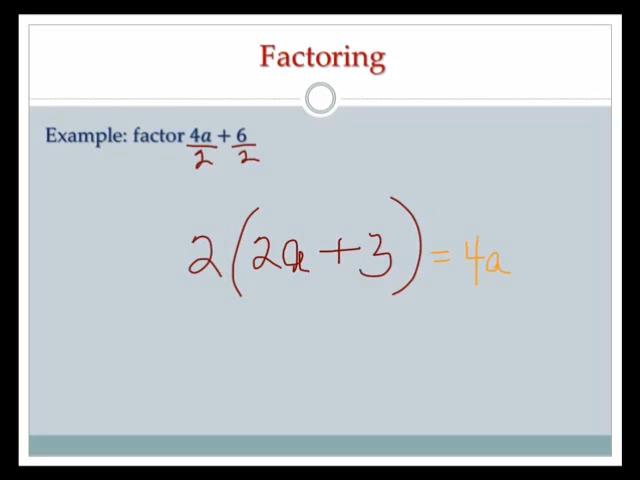 Factoring
Example: factor 4a + 6
2 2
2(2a + 3) = 4a